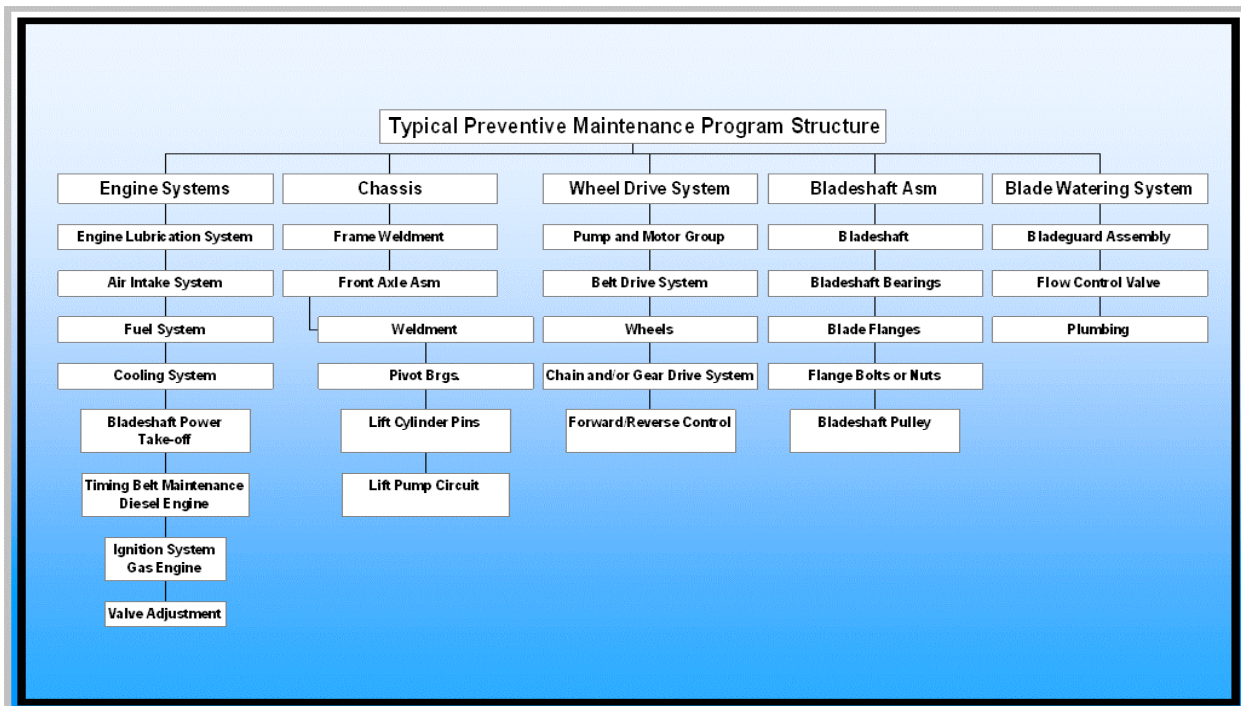 Typical Preventive Maintenance Program Structure
Engine Systems
Engine Lubrication System
Air Intake System
Fuel System
Cooling System
Bladeshaft Power
Take-off
Timing Belt Maintenance
Diesel Engine
Ignition System
Gas Engine
Valve Adjustment
Chassis
Frame Weldment
Front Axle Asm
Weldment
Pivot Brgs.
Lift Cylinder Pins
Lift Pump Circuit
Wheel Drive System
Pump and Motor Group
Belt Drive System
Wheels
Chain and/or Gear Drive System
Forward/Reverse Control
Bladeshaft Asm
Bladeshaft
Bladeshaft Bearings
Blade Flanges
Flange Bolts or Nuts
Bladeshaft Pulley
Blade Watering System
Bladeguard Assembly
Flow Control Valve
Plumbing